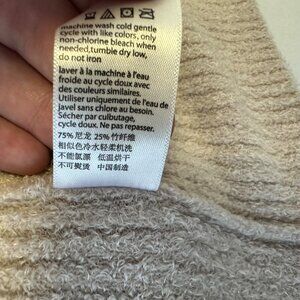 machine wash cold gentle
cycle with like colors, only
non-chlorine bleach when
needed,tumble dry low,
do not iron
laver à la machine à l'eau
froide au cycle doux avec
des couleurs similaires.
Utiliser uniquement de l'eau de
javel sans chlore au besoin.
Sécher par culbutage,
cycle doux. Ne pas repasser.
75%尼龙 25%竹纤维
相似色冷水轻柔机洗
不能氯漂 低温烘干
不可熨烫 中国制造